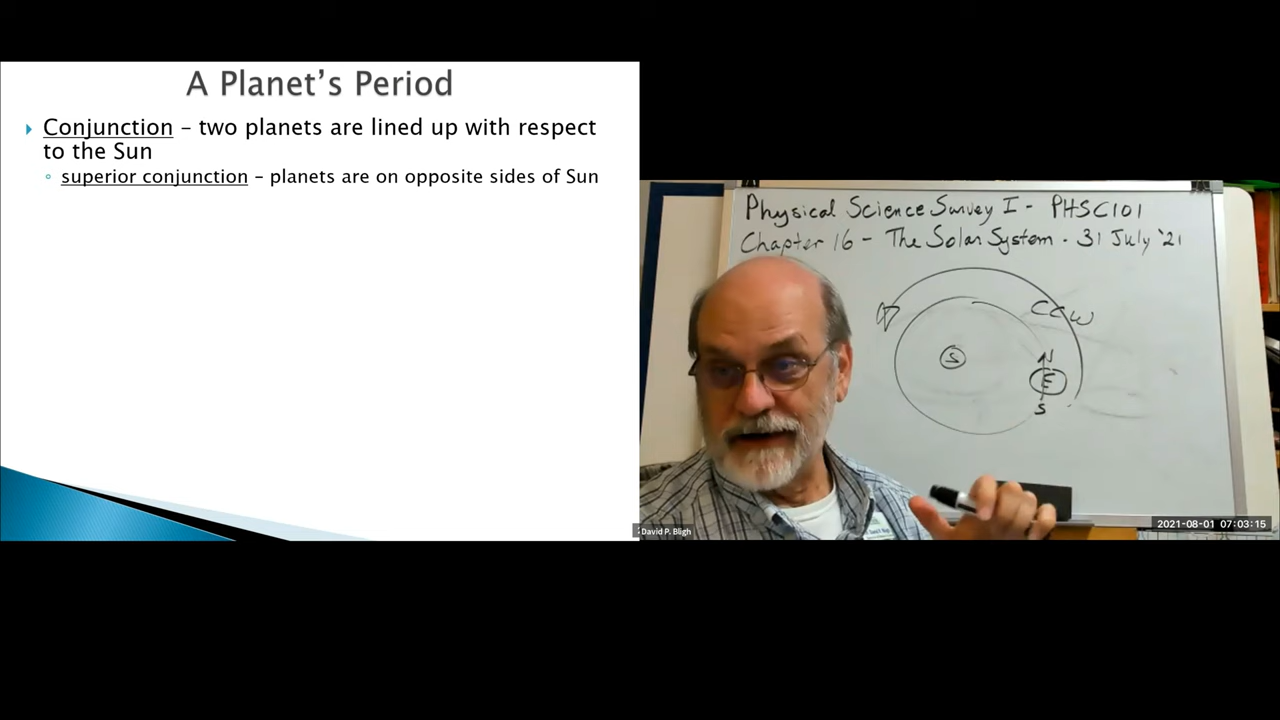 A Planet's Period
Conjunction – two planets are lined up with respect
to the Sun
superior conjunction – planets are on opposite sides of Sun
Physical Science Survey I - PHSC101
Chapter 16 - The Solar System - 31 July '21
CCW
S
N
E
S
David P. Bligh
2021-08-01 07:03:15